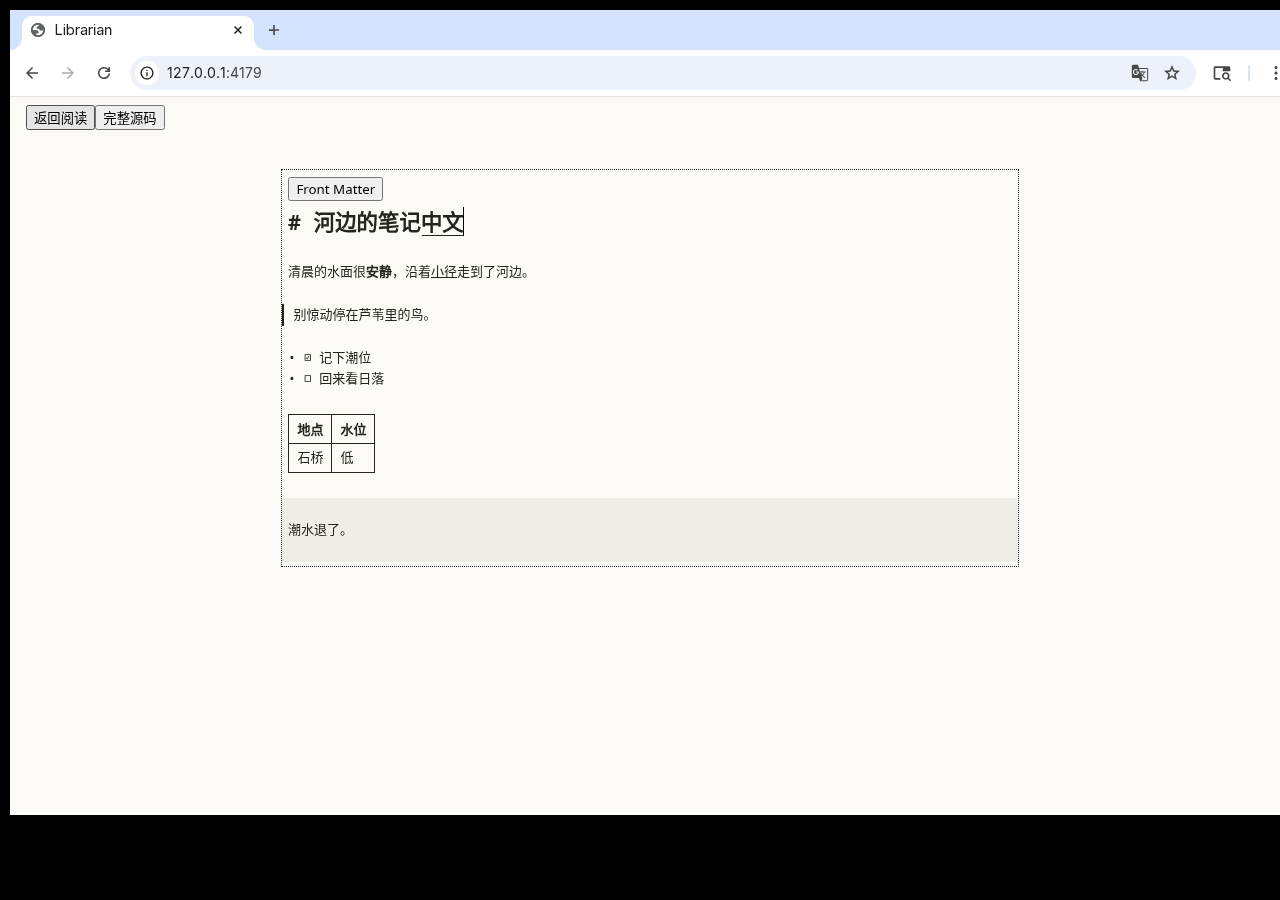 Librarian
127.0.0.1:4179
返回阅读 完整源码
Front Matter
# 河边的笔记中文
清晨的水面很安静，沿着小径走到了河边。
别惊动停在芦苇里的鸟。
• ☑ 记下潮位
• ☐ 回来看日落
地点 水位
石桥 低
潮水退了。